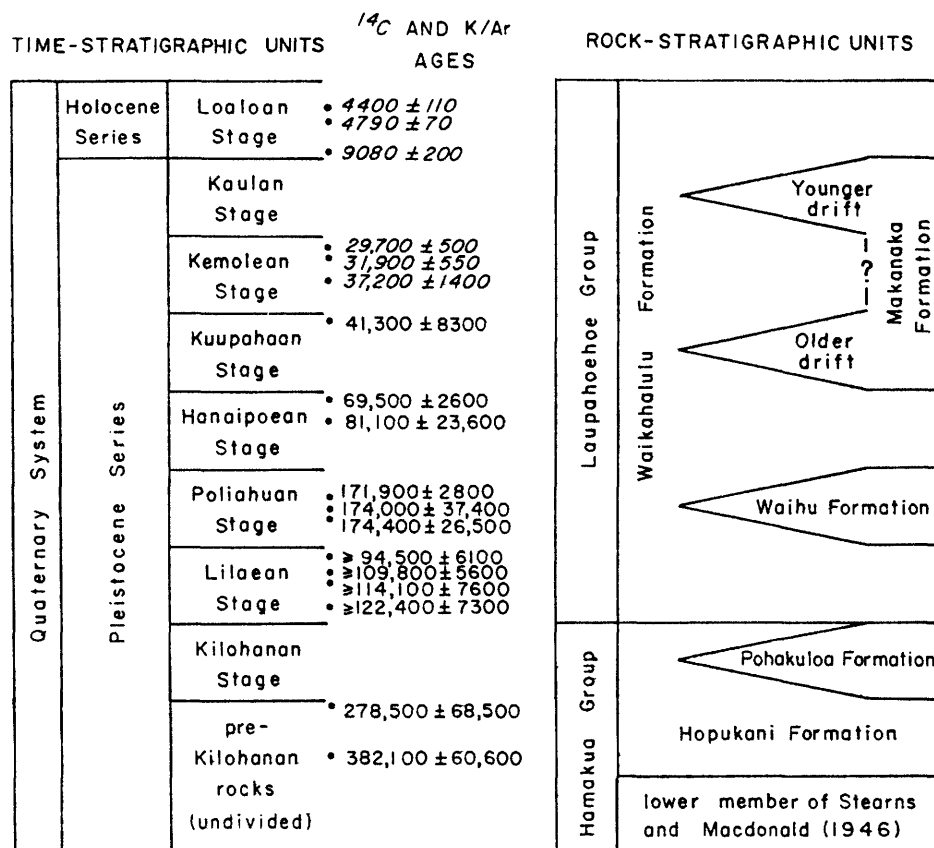 TIME-STRATIGRAPHIC UNITS
14C AND K/Ar
AGES
ROCK-STRATIGRAPHIC UNITS
Quaternary System
Holocene
Series
Pleistocene Series
Loaloan
Stage
• 4400 ± 110
• 4790 ± 70
• 9080 ± 200
Kaulan
Stage
Kemolean
Stage
• 29,700 ± 500
• 31,900 ± 550
• 37,200 ± 1400
Kuupahaan
Stage
• 41,300 ± 8300
Hanaipoean
Stage
• 69,500 ± 2600
• 81,100 ± 23,600
Poliahuan
Stage
• 171,900 ± 2800
• 174,000 ± 37,400
• 174,400 ± 26,500
Lilaean
Stage
• ≥ 94,500 ± 6100
• ≥109,800 ± 5600
• ≥114,100 ± 7600
• ≥122,400 ± 7300
Kilohanan
Stage
pre-
Kilohanan
rocks
(undivided)
• 278,500 ± 68,500
• 382,100 ± 60,600
Laupahoehoe Group
Waikahalulu Formation
Younger
drift
?
Makanaka
Formation
Older
drift
Waihu Formation
Hamakua Group
Pohakuloa Formation
Hopukani Formation
lower member of Stearns
and Macdonald (1946)